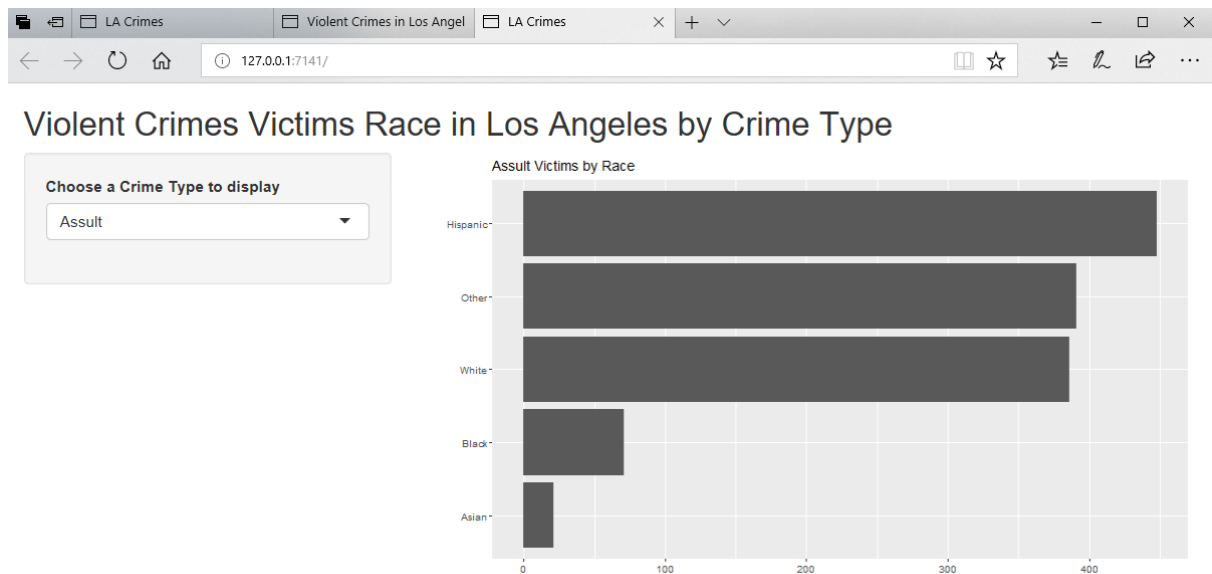 LA Crimes
Violent Crimes in Los Angel
LA Crimes
127.0.0.1:7141/
Violent Crimes Victims Race in Los Angeles by Crime Type
Choose a Crime Type to display
Assult
Assult Victims by Race
Hispanic
Other
White
Black
Asian
0 100 200 300 400